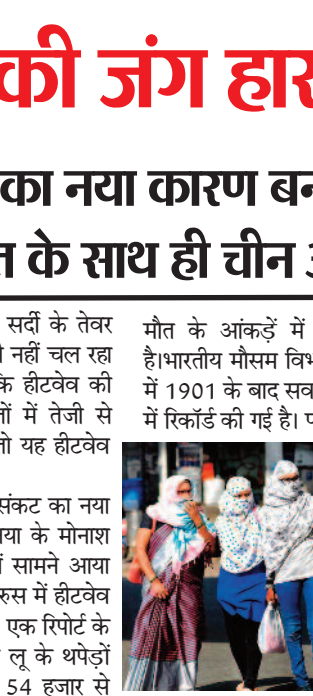 की जंग हार
का नया कारण बन
के साथ ही चीन
सर्दी के तेवर
नहीं चल रहा
हीटवेव की
में तेजी से
यह हीटवेव
संकट का नया
के मोनाश
सामने आया
में हीटवेव
एक रिपोर्ट के
लू के थपेड़ों
54 हजार से
मौत के आंकड़ें में
है।भारतीय मौसम
में 1901 के बाद
में रिकॉर्ड की गई है।